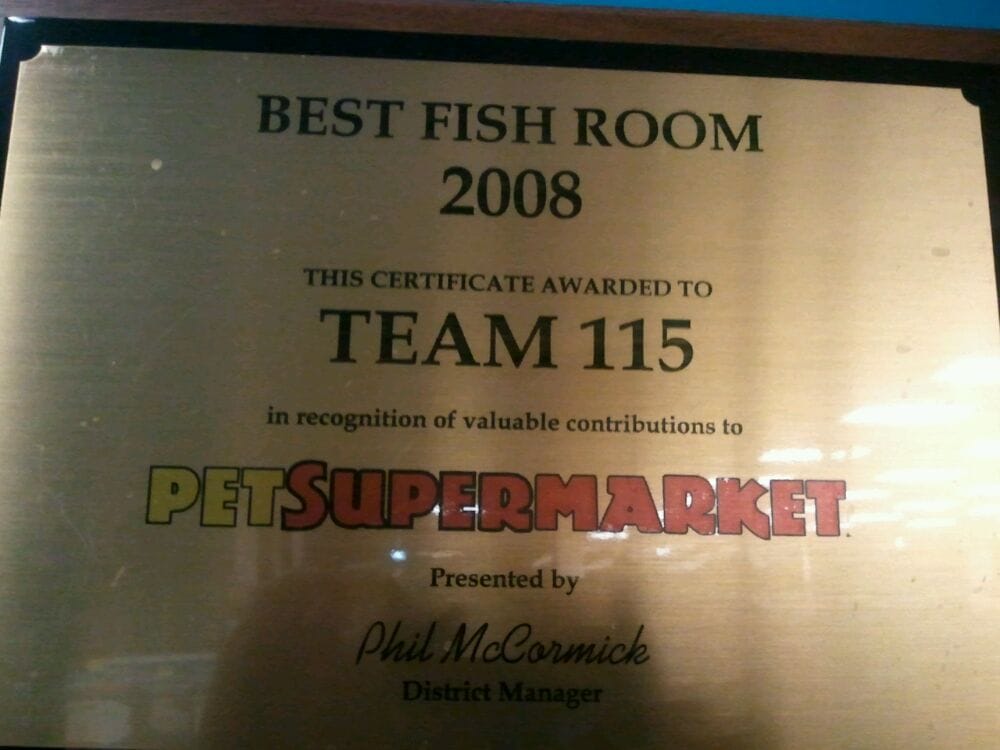 BEST FISH ROOM
2008
THIS CERTIFICATE AWARDED TO
TEAM 115
in recognition of valuable contributions to
PETSUPERMARKET
Presented by
Phil McCormick
District Manager